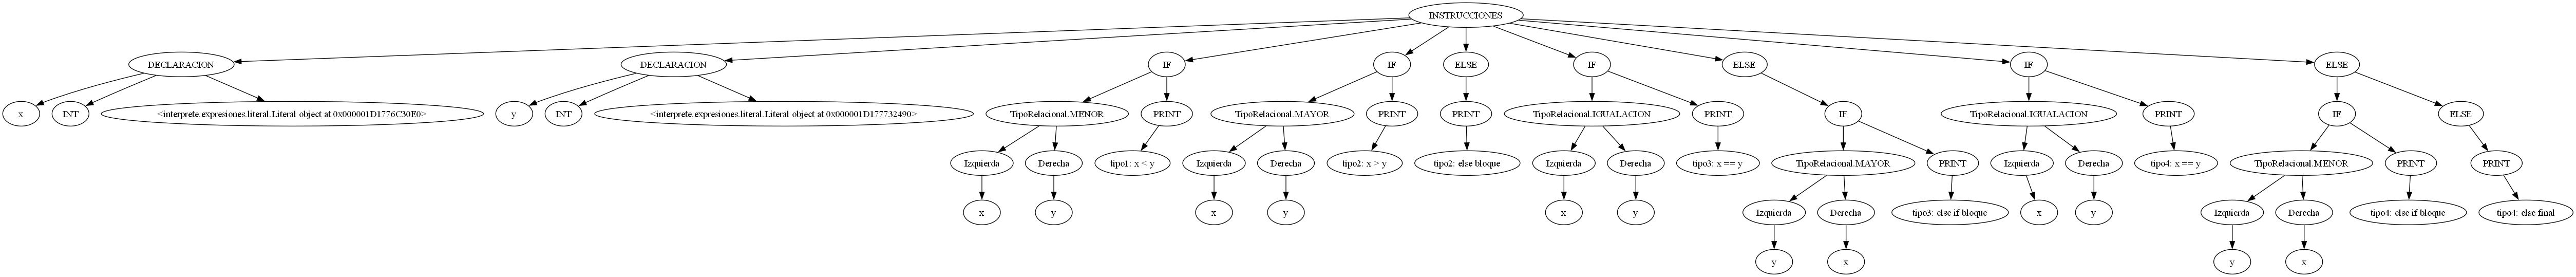 INSTRUCCIONES
DECLARACION
DECLARACION
IF
IF
ELSE
IF
ELSE
IF
ELSE
x
INT
<interprete.expresiones.literal.Literal object at 0x000001D1776C30E0>
y
INT
<interprete.expresiones.literal.Literal object at 0x000001D177732490>
TipoRelacional.MENOR
PRINT
TipoRelacional.MAYOR
PRINT
PRINT
TipoRelacional.IGUALACION
PRINT
IF
TipoRelacional.IGUALACION
PRINT
IF
ELSE
Izquierda
Derecha
tipo1: x < y
Izquierda
Derecha
tipo2: x > y
tipo2: else bloque
Izquierda
Derecha
tipo3: x == y
TipoRelacional.MAYOR
PRINT
Izquierda
Derecha
tipo4: x == y
TipoRelacional.MENOR
PRINT
PRINT
x
y
x
y
x
y
Izquierda
Derecha
tipo3: else if bloque
x
y
Izquierda
Derecha
tipo4: else if bloque
tipo4: else final
y
x
y
x